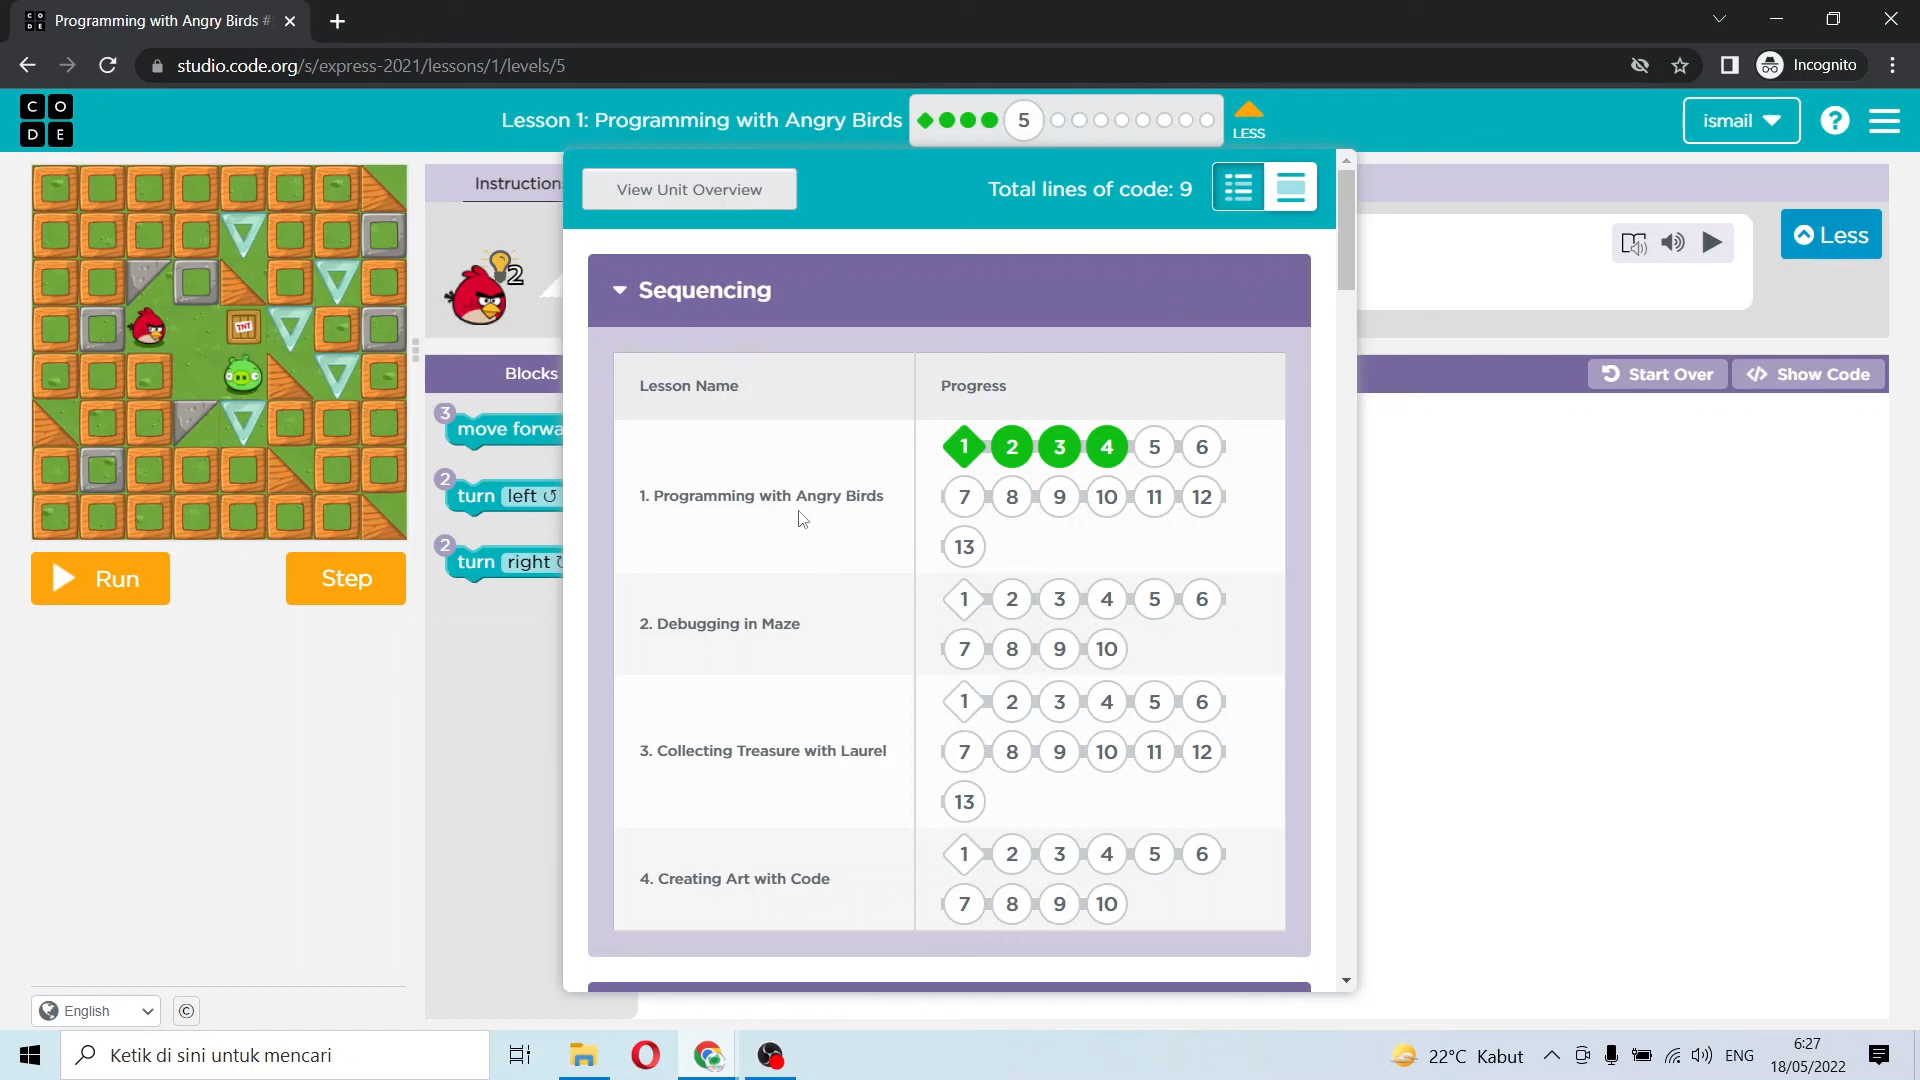 Programming with Angry Birds #
studio.code.org/s/express-2021/lessons/1/levels/5
Incognito
C O D E
Lesson 1: Programming with Angry Birds
5
LESS
ismail
?
Instruction
View Unit Overview
Total lines of code: 9
2
Less
Sequencing
TNT
Lesson Name
Progress
Blocks
Start Over
Show Code
3
move forwa
2
turn left
2
turn right
1. Programming with Angry Birds
1 2 3 4 5 6
7 8 9 10 11 12
13
2. Debugging in Maze
1 2 3 4 5 6
7 8 9 10
3. Collecting Treasure with Laurel
1 2 3 4 5 6
7 8 9 10 11 12
13
4. Creating Art with Code
1 2 3 4 5 6
7 8 9 10
Run
Step
English
©
Ketik di sini untuk mencari
22°C Kabut
ENG
6:27
18/05/2022